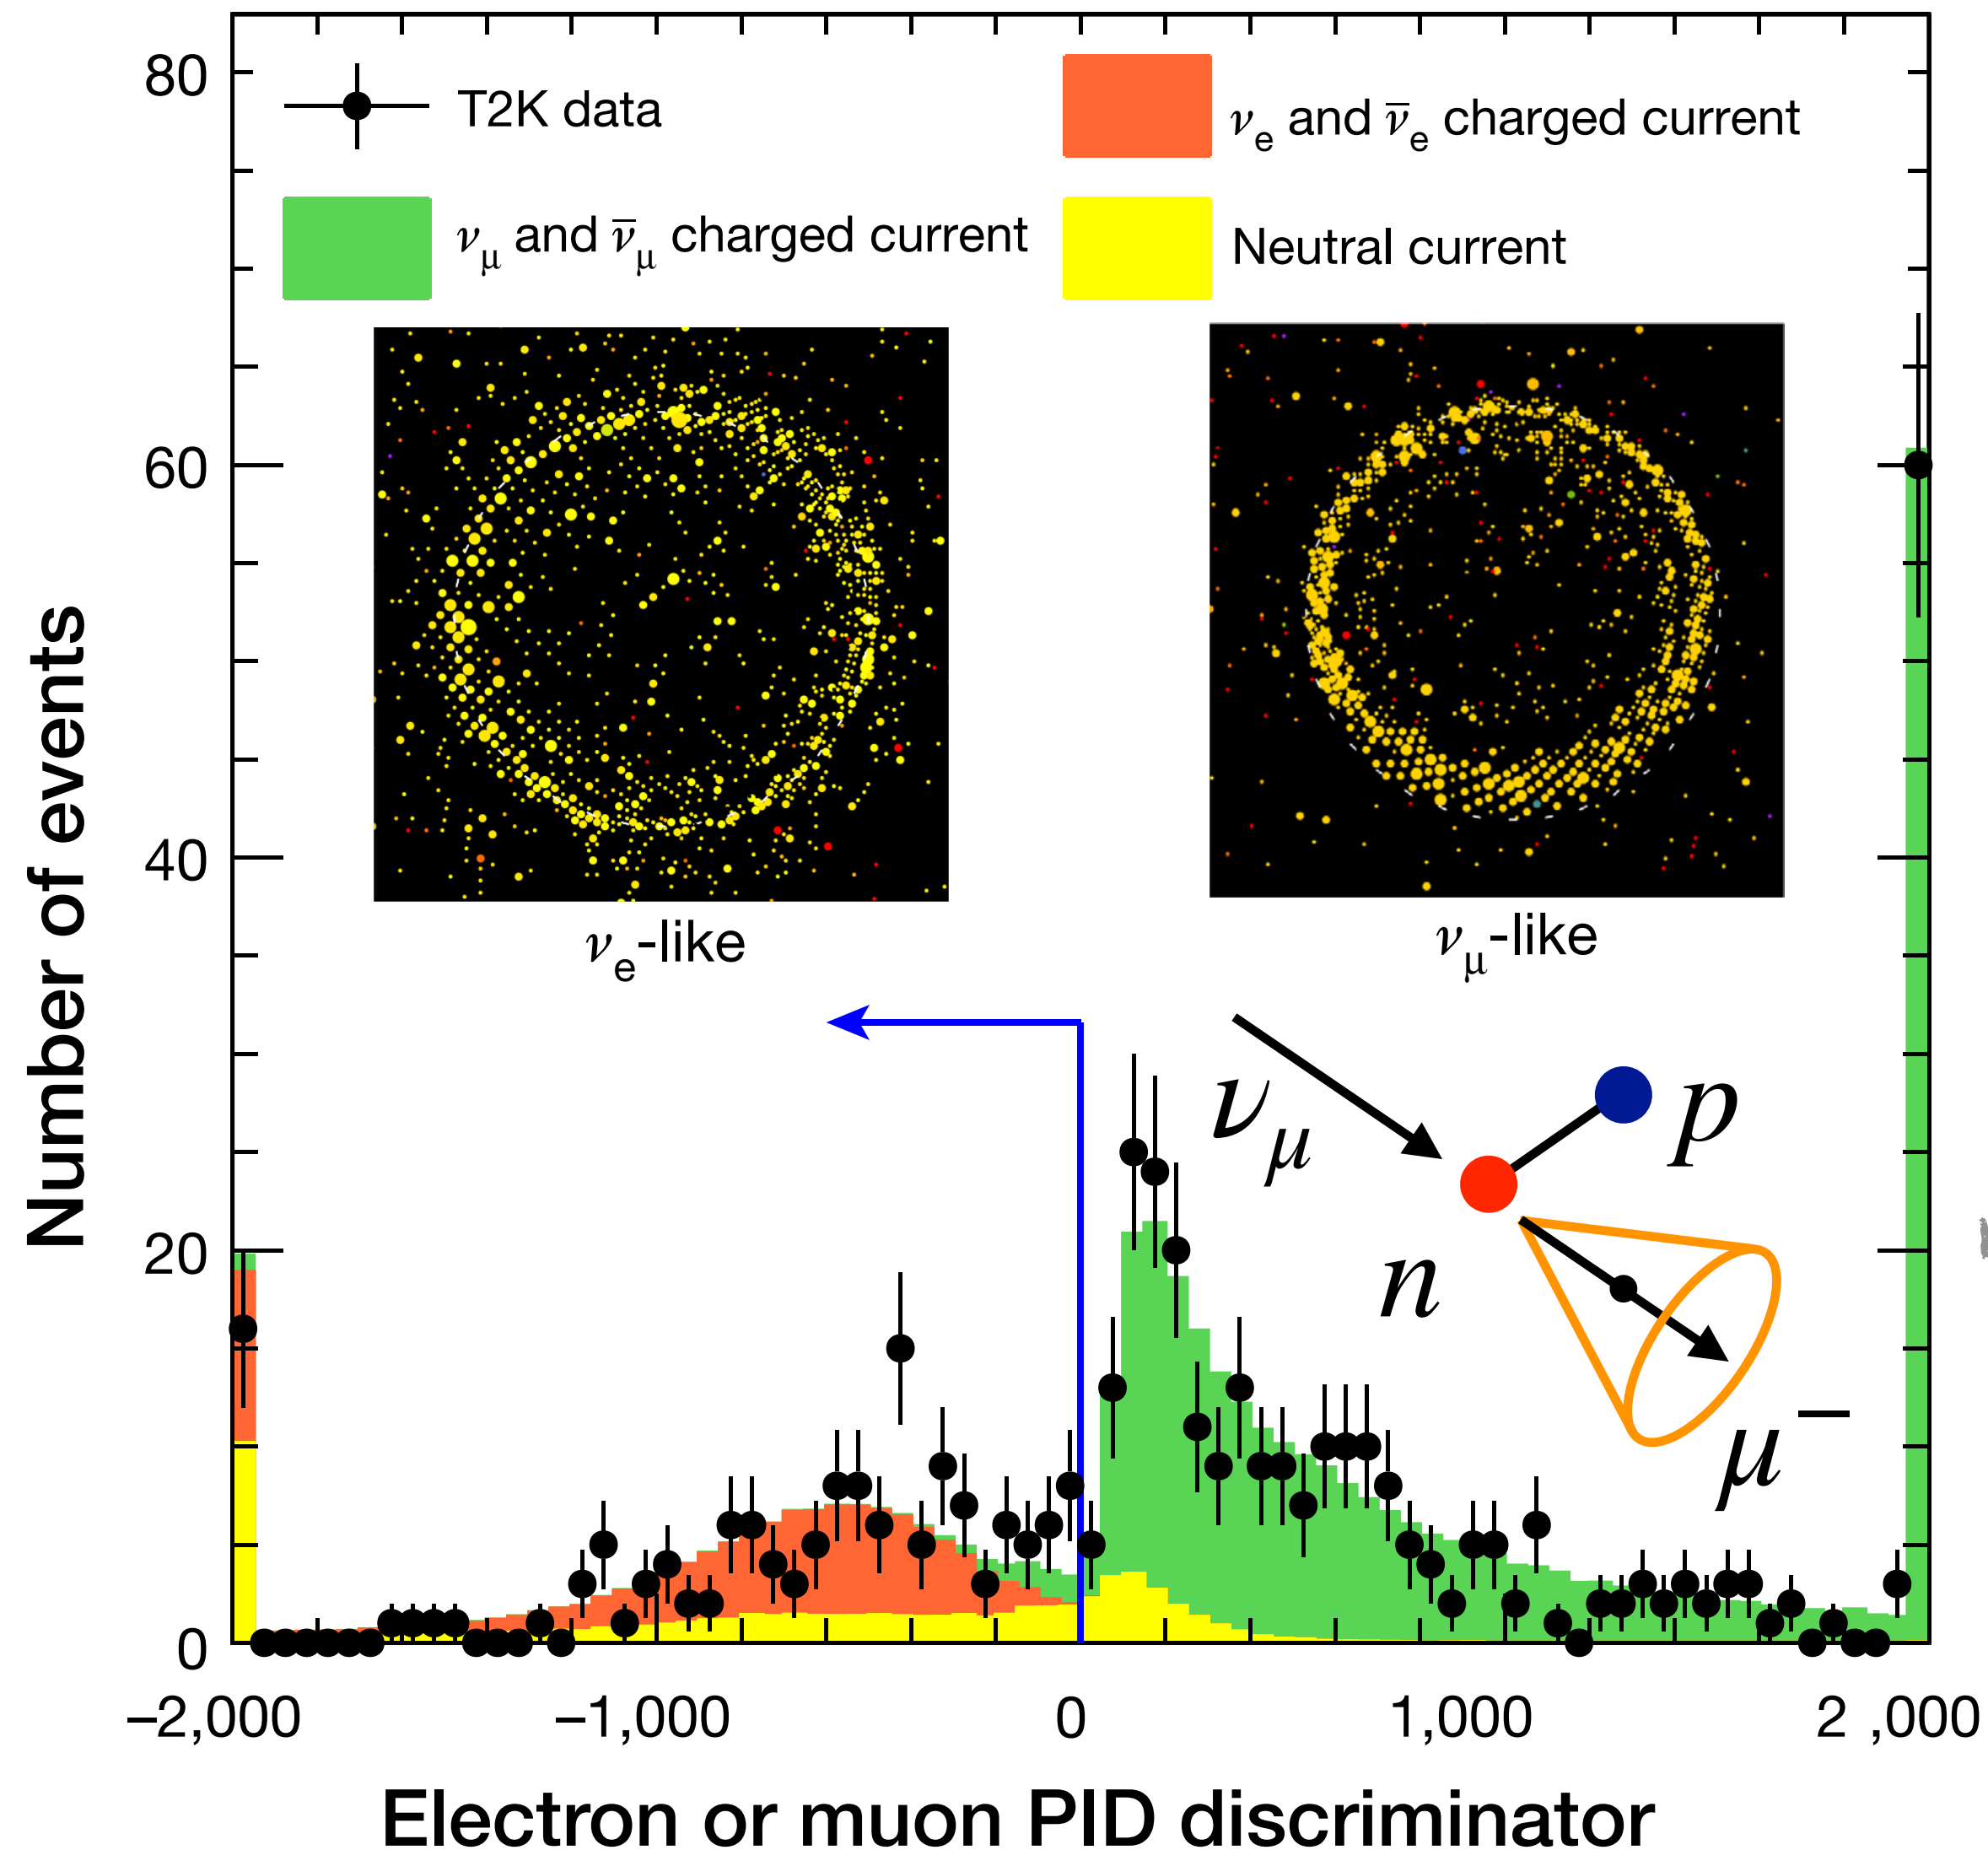 80
60
40
20
0
Number of events
T2K data
νe and ν̅e charged current
νμ and ν̅μ charged current
Neutral current
νe-like
νμ-like
νμ
p
n
μ−
−2,000
−1,000
0
1,000
2 ,000
Electron or muon PID discriminator